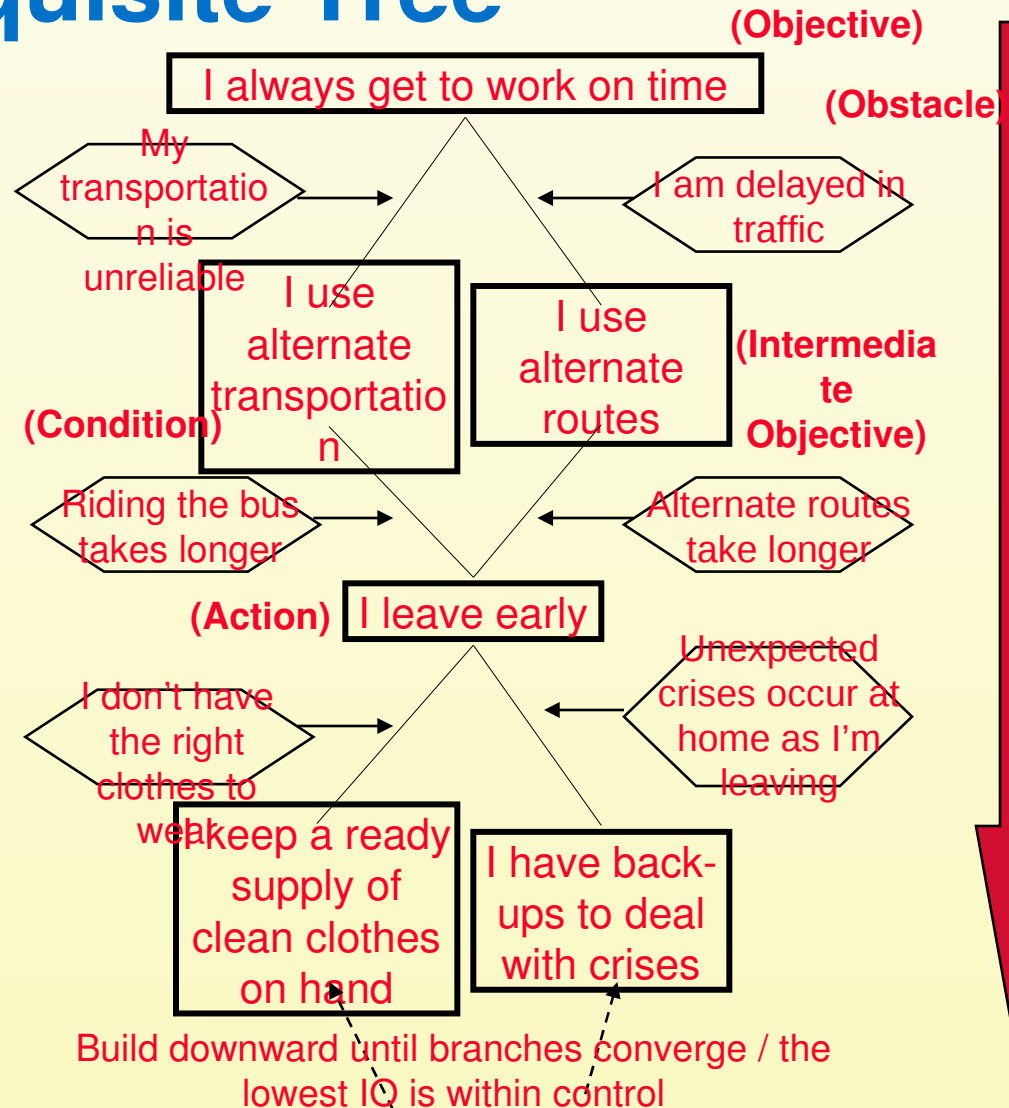 quisite Tree
(Objective)
I always get to work on time
(Obstacle)
My
transportatio
n is
unreliable
I am delayed in
traffic
I use
alternate
transportatio
n
I use
alternate
routes
(Intermedia
te
Objective)
(Condition)
Riding the bus
takes longer
Alternate routes
take longer
(Action)
I leave early
I don’t have
the right
clothes to
wear
Unexpected
crises occur at
home as I’m
leaving
I keep a ready
supply of
clean clothes
on hand
I have back-
ups to deal
with crises
Build downward until branches converge / the
lowest IO is within control